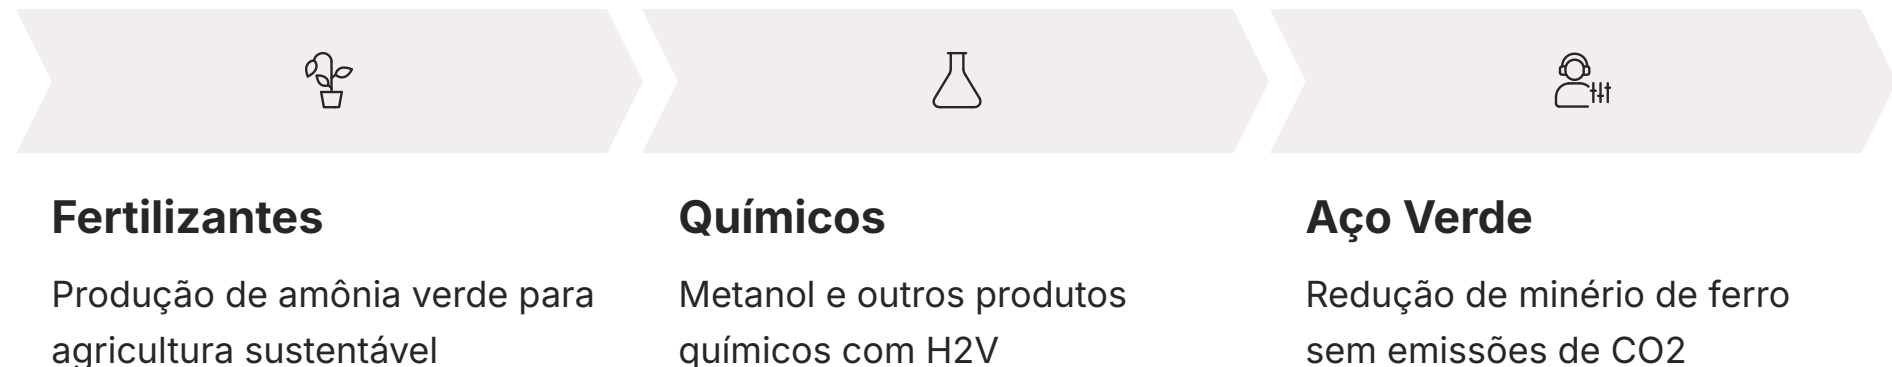 Fertilizantes
Produção de amônia verde para
agricultura sustentável
Químicos
Metanol e outros produtos
químicos com H2V
Aço Verde
Redução de minério de ferro
sem emissões de CO2